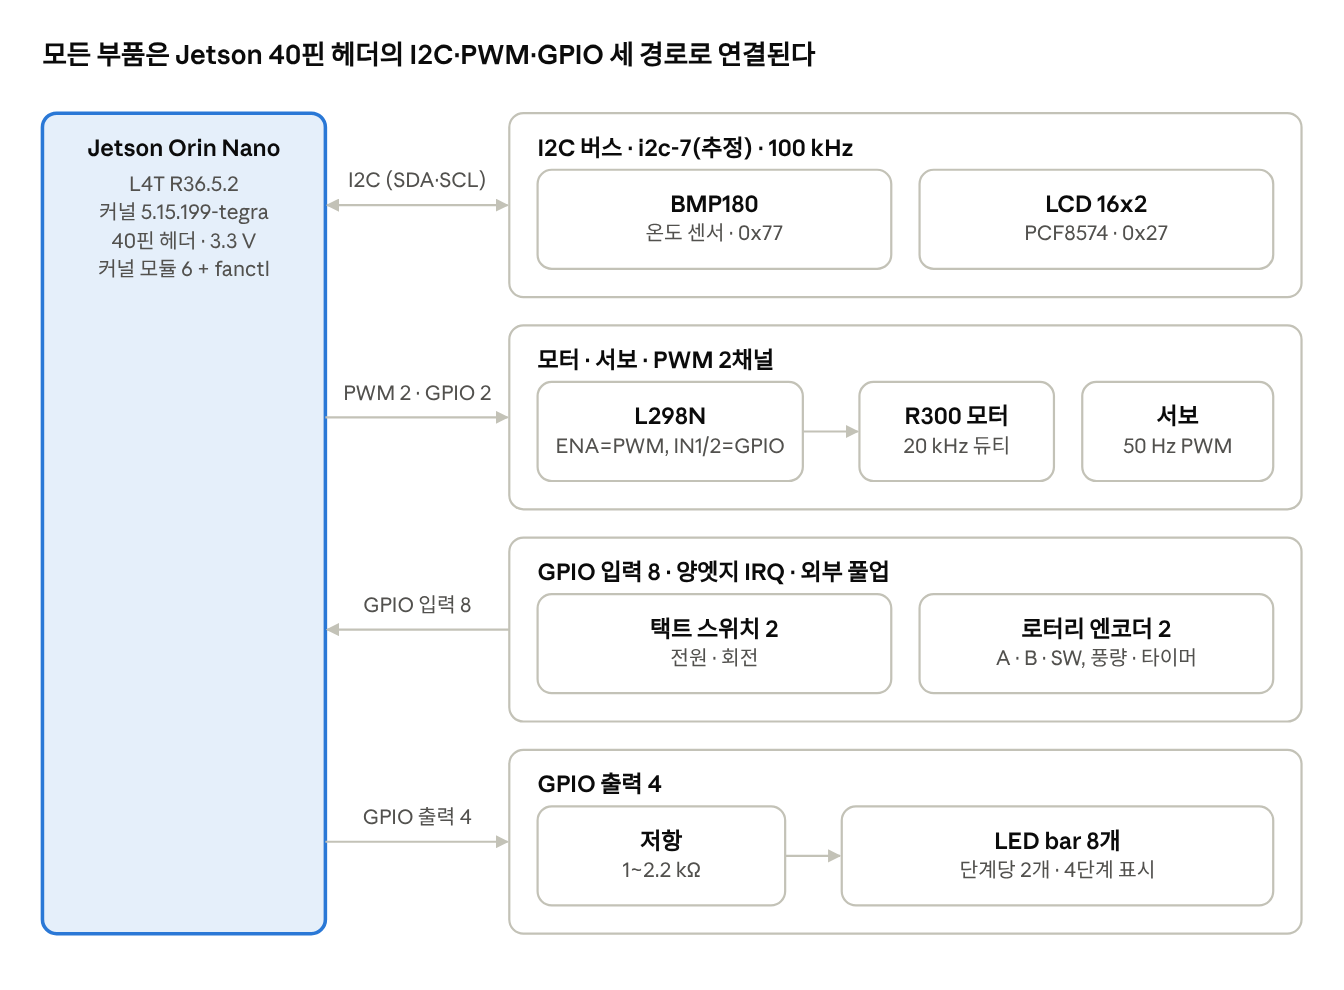 모든 부품은 Jetson 40핀 헤더의 I2C·PWM·GPIO 세 경로로 연결된다
Jetson Orin Nano
L4T R36.5.2
커널 5.15.199-tegra
40핀 헤더 · 3.3 V
커널 모듈 6 + fanctl
I2C (SDA·SCL)
I2C 버스 · i2c-7(추정) · 100 kHz
BMP180
온도 센서 · 0x77
LCD 16x2
PCF8574 · 0x27
PWM 2 · GPIO 2
모터 · 서보 · PWM 2채널
L298N
ENA=PWM, IN1/2=GPIO
R300 모터
20 kHz 듀티
서보
50 Hz PWM
GPIO 입력 8
GPIO 입력 8 · 양엣지 IRQ · 외부 풀업
택트 스위치 2
전원 · 회전
로터리 엔코더 2
A · B · SW, 풍량 · 타이머
GPIO 출력 4
GPIO 출력 4
저항
1~2.2 kΩ
LED bar 8개
단계당 2개 · 4단계 표시